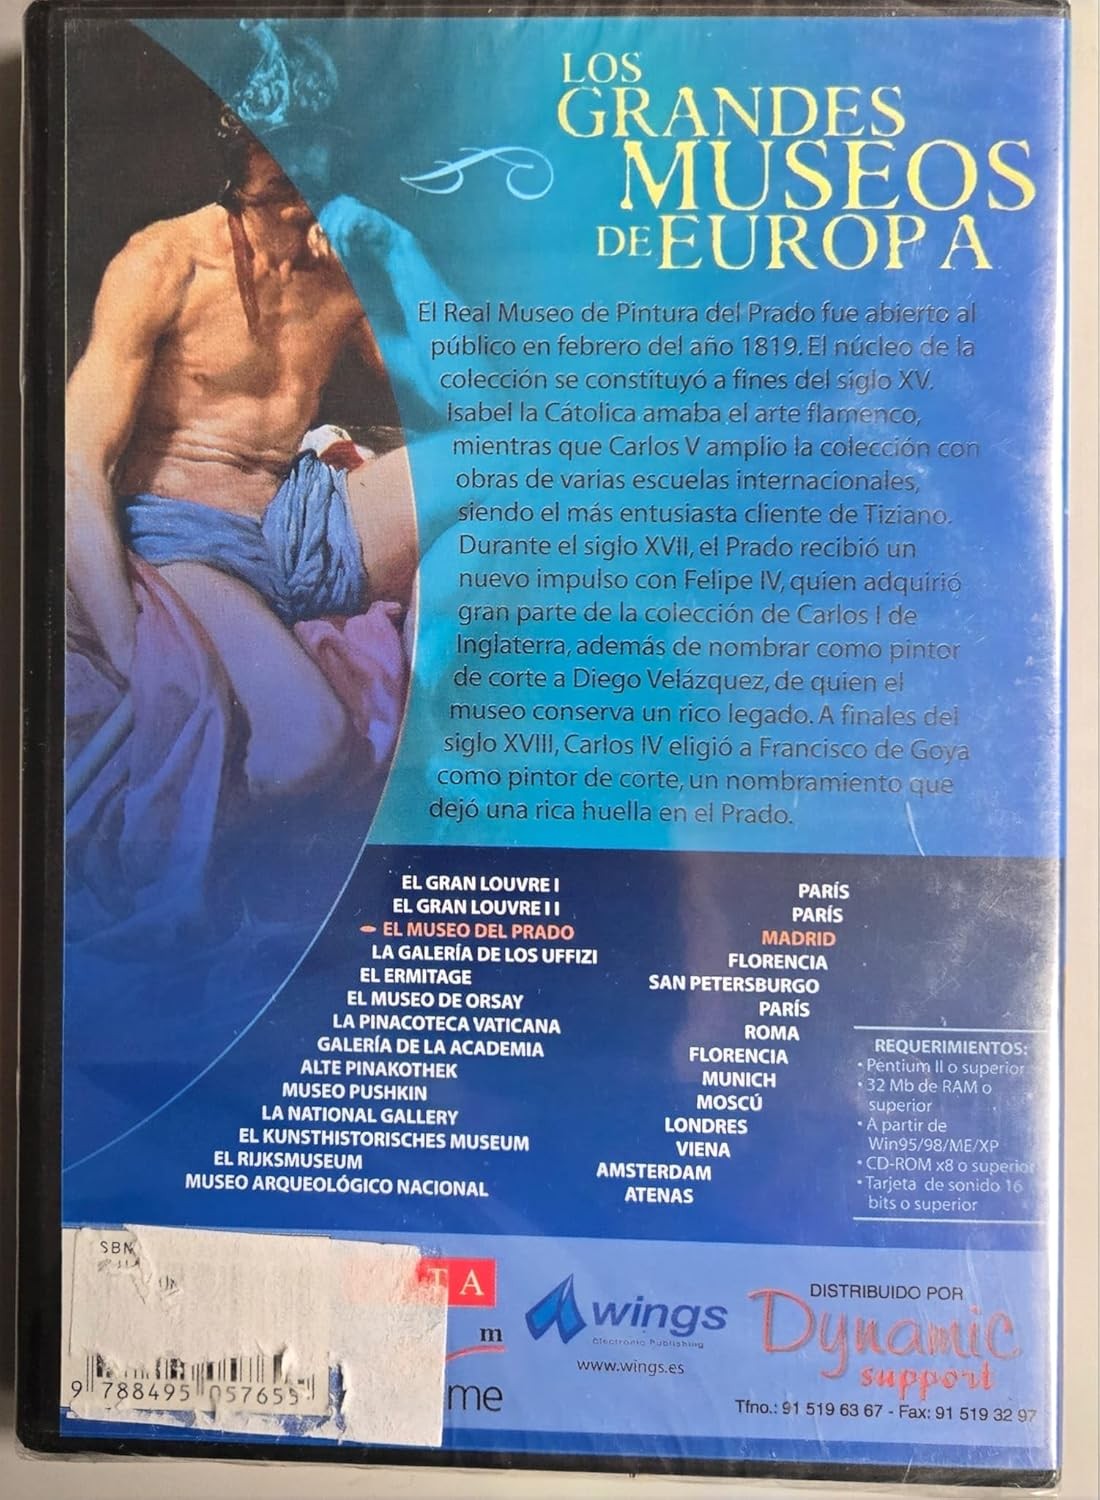 LOS
GRANDES
MUSEOS
DE EUROPA
El Real Museo de Pintura del Prado fue abierto al
público en febrero del año 1819. El núcleo de la
colección se constituyó a fines del siglo XV.
Isabel la Cátolica amaba el arte flamenco,
mientras que Carlos V amplio la colección con
obras de varias escuelas internacionales,
siendo el más entusiasta cliente de Tiziano.
Durante el siglo XVII, el Prado recibió un
nuevo impulso con Felipe IV, quien adquirió
gran parte de la colección de Carlos I de
Inglaterra, además de nombrar como pintor
de corte a Diego Velázquez, de quien el
museo conserva un rico legado. A finales del
siglo XVIII, Carlos IV eligió a Francisco de Goya
como pintor de corte, un nombramiento que
dejó una rica huella en el Prado.
EL GRAN LOUVRE I PARÍS
EL GRAN LOUVRE II PARÍS
EL MUSEO DEL PRADO MADRID
LA GALERÍA DE LOS UFFIZI FLORENCIA
EL ERMITAGE SAN PETERSBURGO
EL MUSEO DE ORSAY PARÍS
LA PINACOTECA VATICANA ROMA
GALERÍA DE LA ACADEMIA FLORENCIA
ALTE PINAKOTHEK MUNICH
MUSEO PUSHKIN MOSCÚ
LA NATIONAL GALLERY LONDRES
EL KUNSTHISTORISCHES MUSEUM VIENA
EL RIJKSMUSEUM AMSTERDAM
MUSEO ARQUEOLÓGICO NACIONAL ATENAS
REQUERIMIENTOS:
• Pentium II o superior
• 32 Mb de RAM o
superior
• A partir de
Win95/98/ME/XP
• CD-ROM x8 o superior
• Tarjeta de sonido 16
bits o superior
SBN
9 788495 057655
TA
m
me
wings
Electronic Publishing
www.wings.es
DISTRIBUIDO POR
Dynamic
support
Tfno.: 91 519 63 67 - Fax: 91 519 32 97